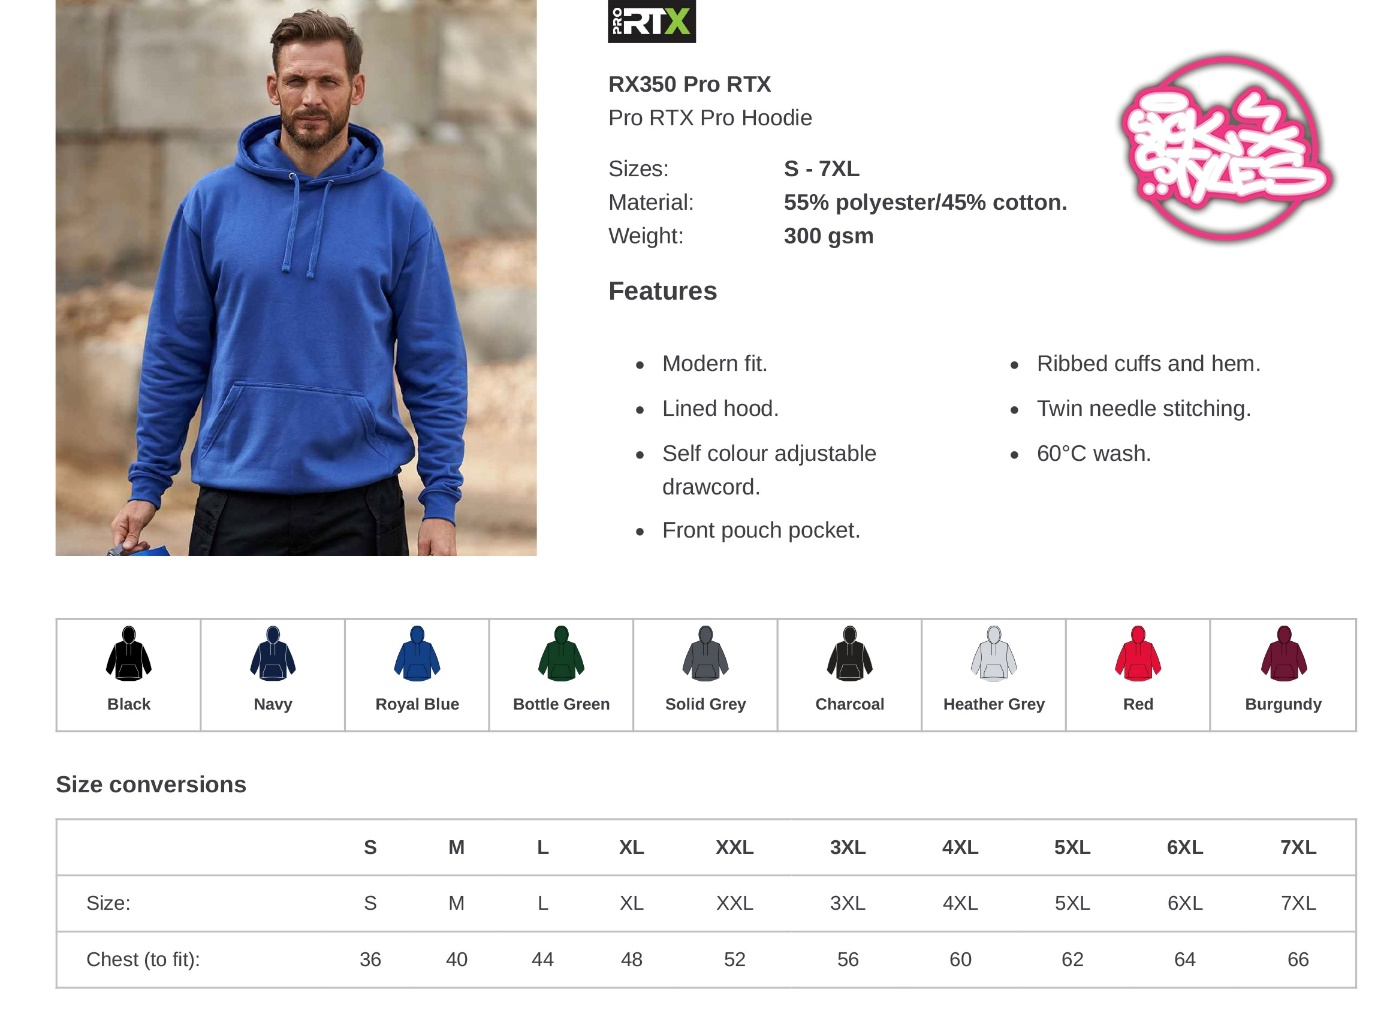 PRO RTX
RX350 Pro RTX
Pro RTX Pro Hoodie
SICK STYLES
Sizes: S - 7XL
Material: 55% polyester/45% cotton.
Weight: 300 gsm
Features
Modern fit.
Lined hood.
Self colour adjustable
drawcord.
Front pouch pocket.
Ribbed cuffs and hem.
Twin needle stitching.
60°C wash.
Black Navy Royal Blue Bottle Green Solid Grey Charcoal Heather Grey Red Burgundy
Size conversions
S M L XL XXL 3XL 4XL 5XL 6XL 7XL
Size: S M L XL XXL 3XL 4XL 5XL 6XL 7XL
Chest (to fit): 36 40 44 48 52 56 60 62 64 66